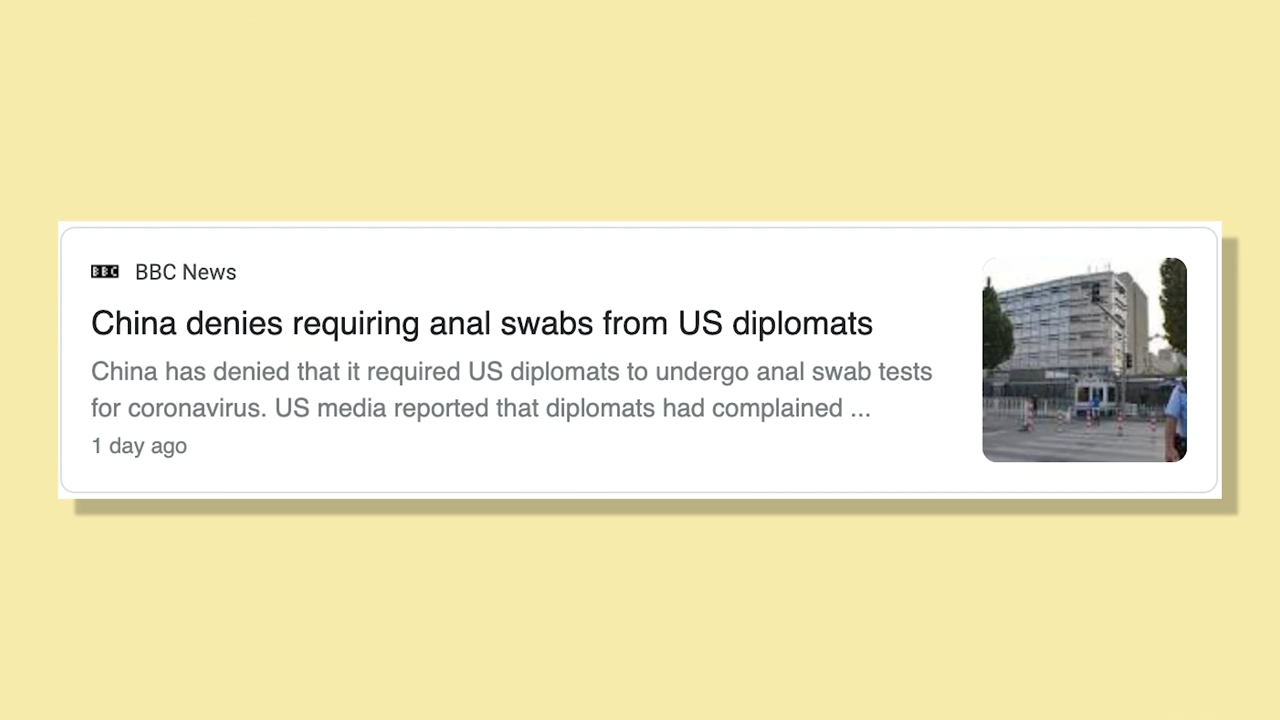 BBC BBC News
China denies requiring anal swabs from US diplomats
China has denied that it required US diplomats to undergo anal swab tests
for coronavirus. US media reported that diplomats had complained ...
1 day ago